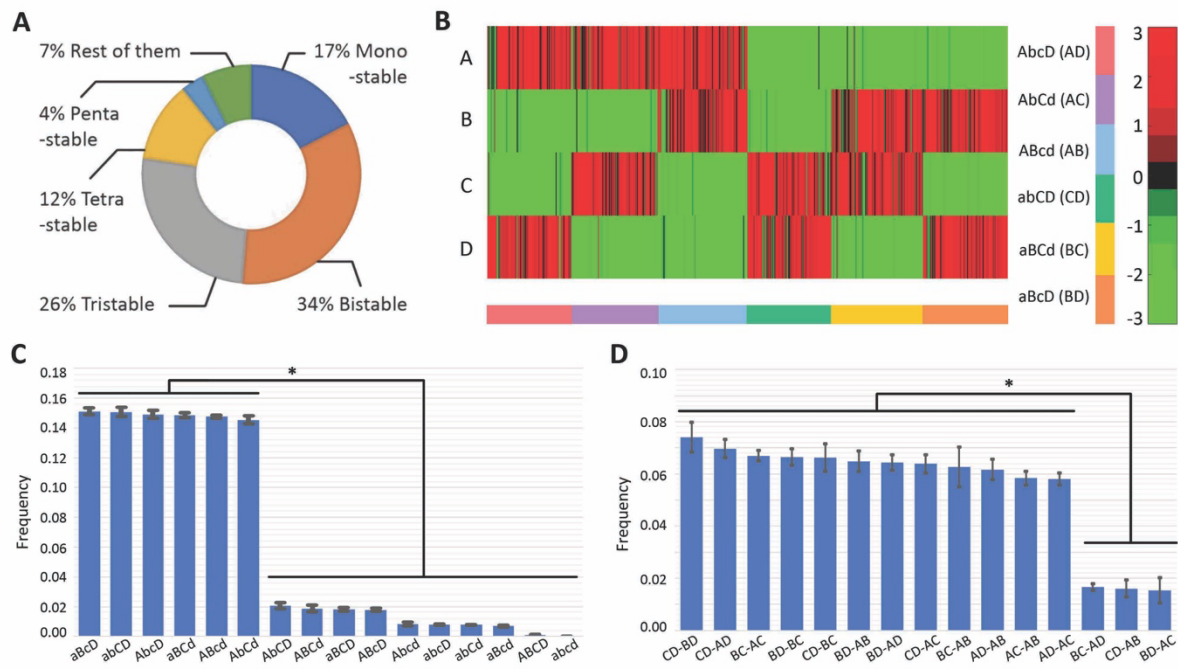 A
7% Rest of them
17% Mono
-stable
4% Penta
-stable
12% Tetra
-stable
26% Tristable
34% Bistable
B
A
B
C
D
AbcD (AD)
AbCd (AC)
ABcd (AB)
abCD (CD)
aBCd (BC)
aBcD (BD)
3
2
1
0
-1
-2
-3
C
Frequency
0.18
0.16
0.14
0.12
0.10
0.08
0.06
0.04
0.02
0.00
*
aBcD
abCD
AbcD
aBCd
ABcd
AbCd
AbCD
ABCd
ABcD
aBCD
Abcd
abcD
abCd
aBcd
ABCD
abcd
D
Frequency
0.10
0.08
0.06
0.04
0.02
0.00
*
CD-BD
CD-AD
BC-AC
BD-BC
CD-BC
BD-AB
BD-AD
CD-AC
BC-AB
AD-AB
AC-AB
AD-AC
BC-AD
CD-AB
BD-AC